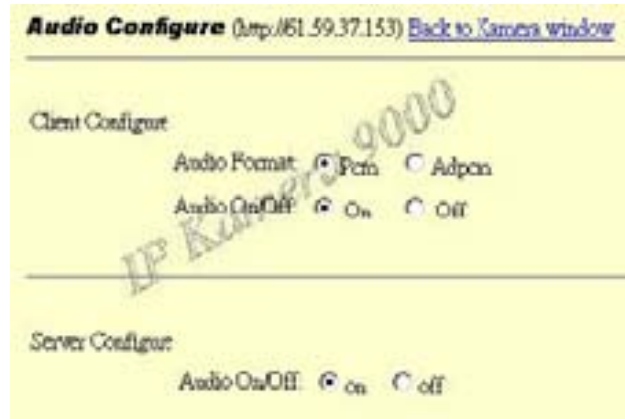 Audio Configure (http://61.59.37.153) Back to Kamera window
Client Configure
Audio Format: Pcm Adpcm
Audio On/Off: On Off
IP Kamera 9000
Server Configure
Audio On/Off: on off